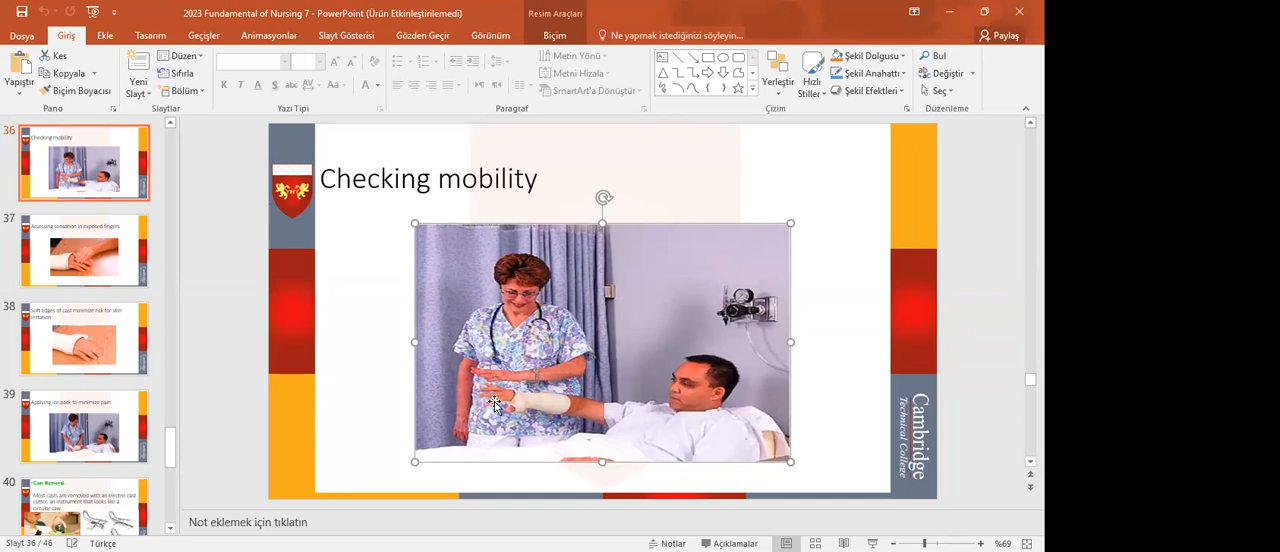 2023 Fundamental of Nursing 7 - PowerPoint (Ürün Etkinleştirilemedi)
Resim Araçları
Dosya Giriş Ekle Tasarım Geçişler Animasyonlar Slayt Gösterisi Gözden Geçir Görünüm Biçim Ne yapmak istediğinizi söyleyin... Paylaş
Yapıştır
Kes
Kopyala
Biçim Boyacısı
Pano
Yeni Slayt
Düzen
Sıfırla
Bölüm
Slaytlar
K T A S abc AV Aa A
Yazı Tipi
Metin Yönü
Metni Hizala
SmartArt'a Dönüştür
Paragraf
Yerleştir
Hızlı Stiller
Şekil Dolgusu
Şekil Anahattı
Şekil Efektleri
Çizim
Bul
Değiştir
Seç
Düzenleme
36
Checking mobility
37
Assessing sensation in exposed fingers
38
Soft edges of cast minimize risk for skin
irritation
39
Applying ice pack to minimize pain
40
Cast Removal
Most casts are removed with an electric cast
cutter, an instrument that looks like a
circular saw
Checking mobility
Cambridge
Technical College
Not eklemek için tıklatın
Slayt 36 / 46 Türkçe Notlar Açıklamalar %69